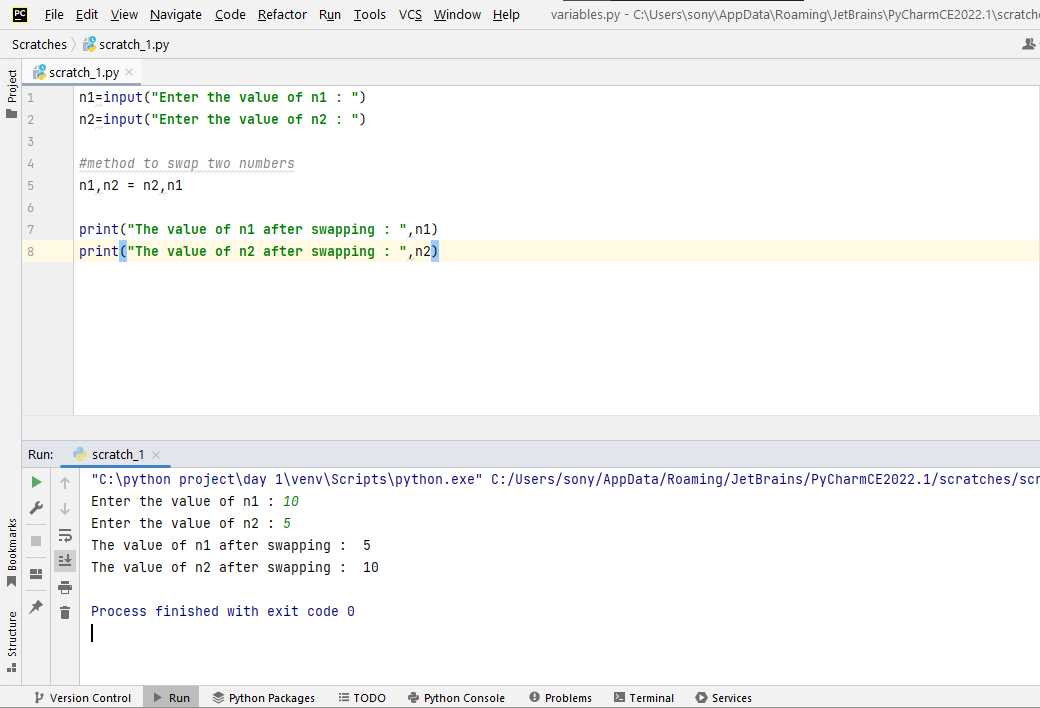 PC File Edit View Navigate Code Refactor Run Tools VCS Window Help variables.py - C:\Users\sony\AppData\Roaming\JetBrains\PyCharmCE2022.1\scratche
Scratches scratch_1.py
Project
scratch_1.py
1 n1=input("Enter the value of n1 : ")
2 n2=input("Enter the value of n2 : ")
3
4 #method to swap two numbers
5 n1,n2 = n2,n1
6
7 print("The value of n1 after swapping : ",n1)
8 print("The value of n2 after swapping : ",n2)
Run: scratch_1
"C:\python project\day 1\venv\Scripts\python.exe" C:/Users/sony/AppData/Roaming/JetBrains/PyCharmCE2022.1/scratches/scr
Enter the value of n1 : 10
Enter the value of n2 : 5
The value of n1 after swapping :  5
The value of n2 after swapping :  10
Process finished with exit code 0
Bookmarks
Structure
Version Control Run Python Packages TODO Python Console Problems Terminal Services